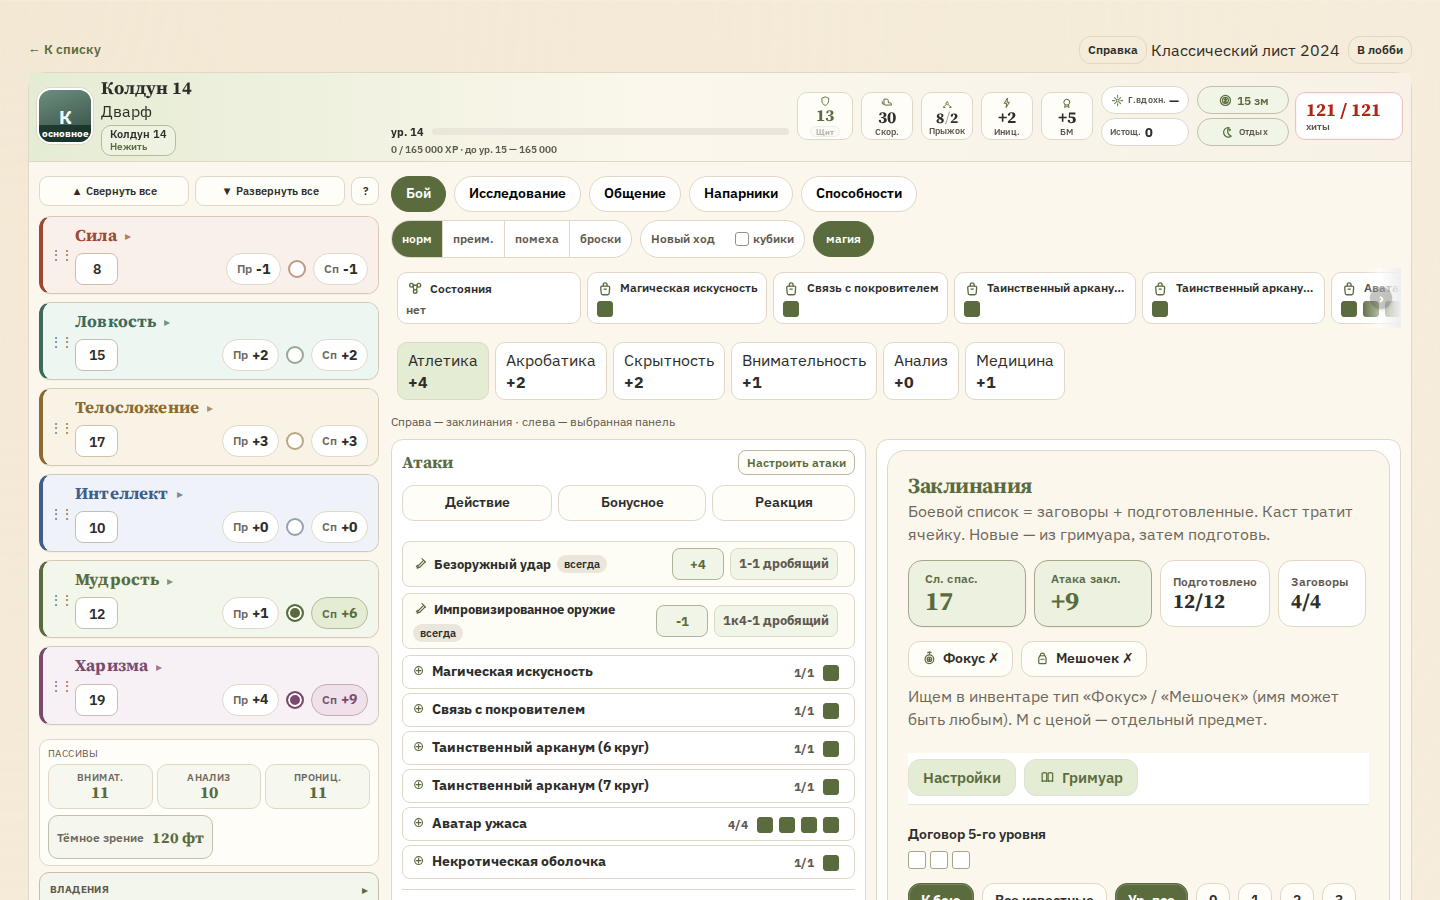 ← К списку
Справка Классический лист 2024 В лобби
К
основное
Колдун 14
Дварф
Колдун 14
Нежить
ур. 14
0 / 165 000 XP · до ур. 15 — 165 000
13
Щит
30
Скор.
8/2
Прыжок
+2
Иниц.
+5
БМ
Г.вдохн. —
Истощ. 0
15 зм
Отдых
121 / 121
хиты
▲ Свернуть все
▼ Развернуть все
?
Сила ▸
8
Пр -1
Сп -1
Ловкость ▸
15
Пр +2
Сп +2
Телосложение ▸
17
Пр +3
Сп +3
Интеллект ▸
10
Пр +0
Сп +0
Мудрость ▸
12
Пр +1
Сп +6
Харизма ▸
19
Пр +4
Сп +9
ПАССИВЫ
ВНИМАТ.
11
АНАЛИЗ
10
ПРОНИЦ.
11
Тёмное зрение 120 фт
ВЛАДЕНИЯ ▸
Бой
Исследование
Общение
Напарники
Способности
норм
преим.
помеха
броски
Новый ход
кубики
магия
Состояния
нет
Магическая искусность
Связь с покровителем
Таинственный аркану...
Таинственный аркану...
Авата
Атлетика
+4
Акробатика
+2
Скрытность
+2
Внимательность
+1
Анализ
+0
Медицина
+1
Справа — заклинания · слева — выбранная панель
Атаки
Настроить атаки
Действие
Бонусное
Реакция
Безоружный удар всегда
+4
1-1 дробящий
Импровизированное оружие
всегда
-1
1к4-1 дробящий
Магическая искусность 1/1
Связь с покровителем 1/1
Таинственный арканум (6 круг) 1/1
Таинственный арканум (7 круг) 1/1
Аватар ужаса 4/4
Некротическая оболочка 1/1
Заклинания
Боевой список = заговоры + подготовленные. Каст тратит
ячейку. Новые — из гримуара, затем подготовь.
Сл. спас.
17
Атака закл.
+9
Подготовлено
12/12
Заговоры
4/4
Фокус ✗
Мешочек ✗
Ищем в инвентаре тип «Фокус» / «Мешочек» (имя может
быть любым). М с ценой — отдельный предмет.
Настройки
Гримуар
Договор 5-го уровня